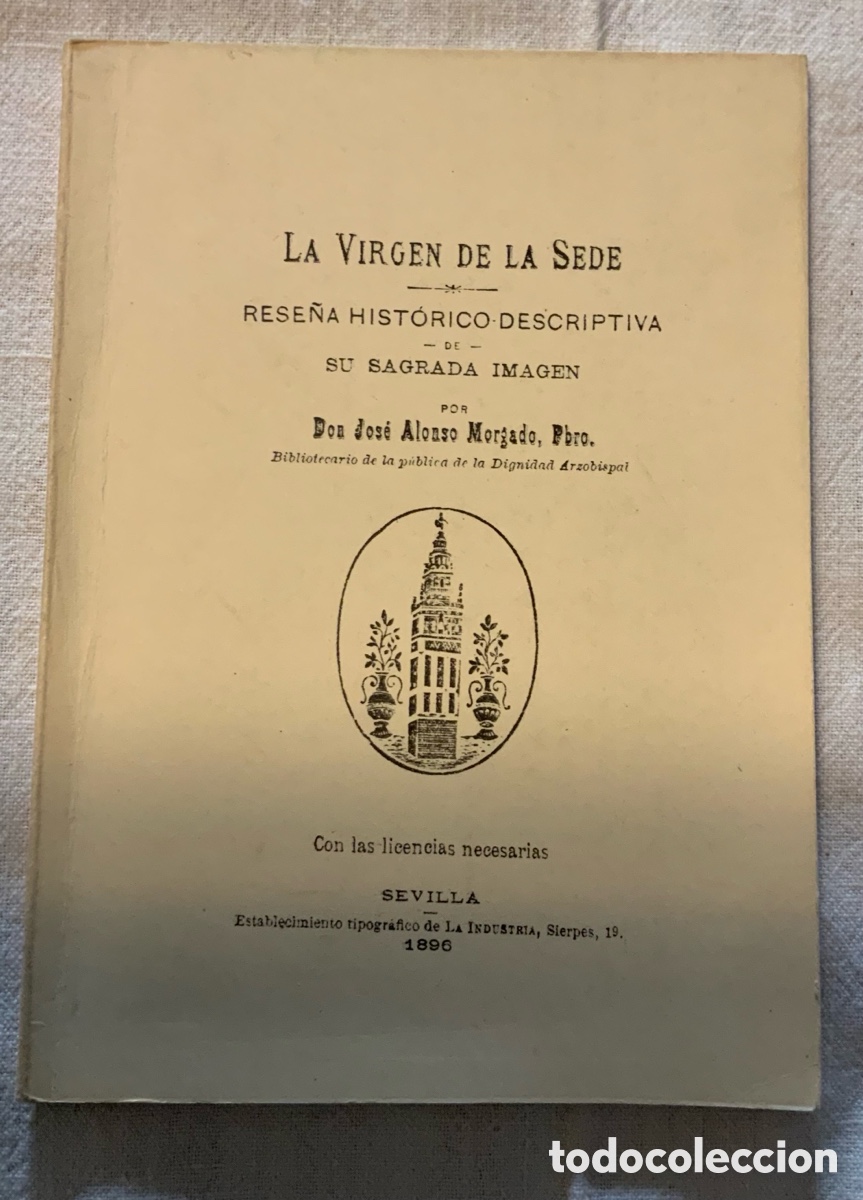 LA VIRGEN DE LA SEDE
RESEÑA HISTÓRICO-DESCRIPTIVA
— DE —
SU SAGRADA IMAGEN
POR
Don José Alonso Morgado, Pbro.
Bibliotecario de la pública de la Dignidad Arzobispal
Con las licencias necesarias
SEVILLA
Establecimiento tipográfico de LA INDUSTRIA, Sierpes, 19.
1896
todocoleccion